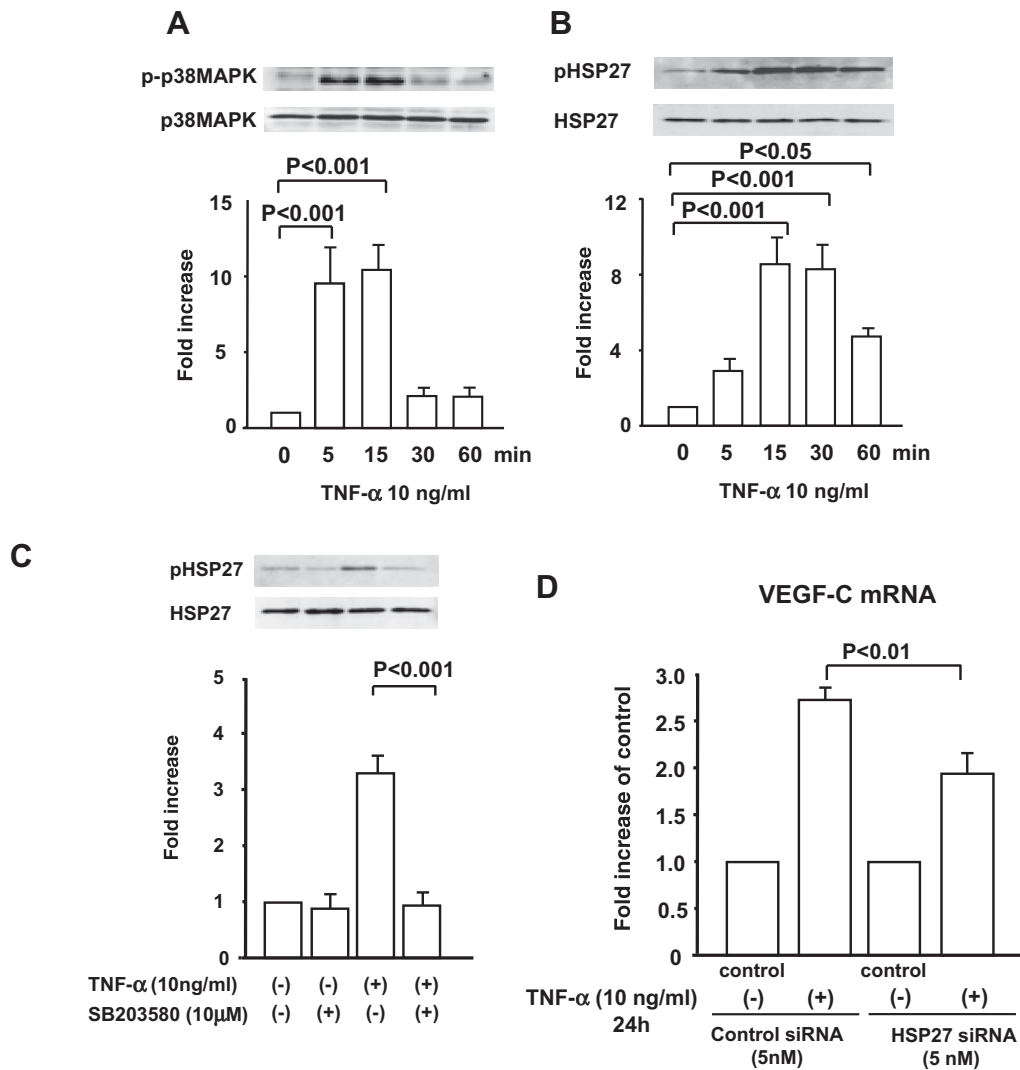 A
p-p38MAPK
p38MAPK
P<0.001
P<0.001
15
10
5
0
Fold increase
0 5 15 30 60 min
TNF-α 10 ng/ml
B
pHSP27
HSP27
P<0.05
P<0.001
P<0.001
12
8
4
0
Fold increase
0 5 15 30 60 min
TNF-α 10 ng/ml
C
pHSP27
HSP27
P<0.001
5
4
3
2
1
0
Fold increase
TNF-α (10ng/ml) (-) (-) (+) (+)
SB203580 (10μM) (-) (+) (-) (+)
D
VEGF-C mRNA
P<0.01
3.0
2.5
2.0
1.5
1.0
0.5
0
Fold increase of control
control control
TNF-α (10 ng/ml) (-) (+) (-) (+)
24h
Control siRNA
(5nM)
HSP27 siRNA
(5 nM)